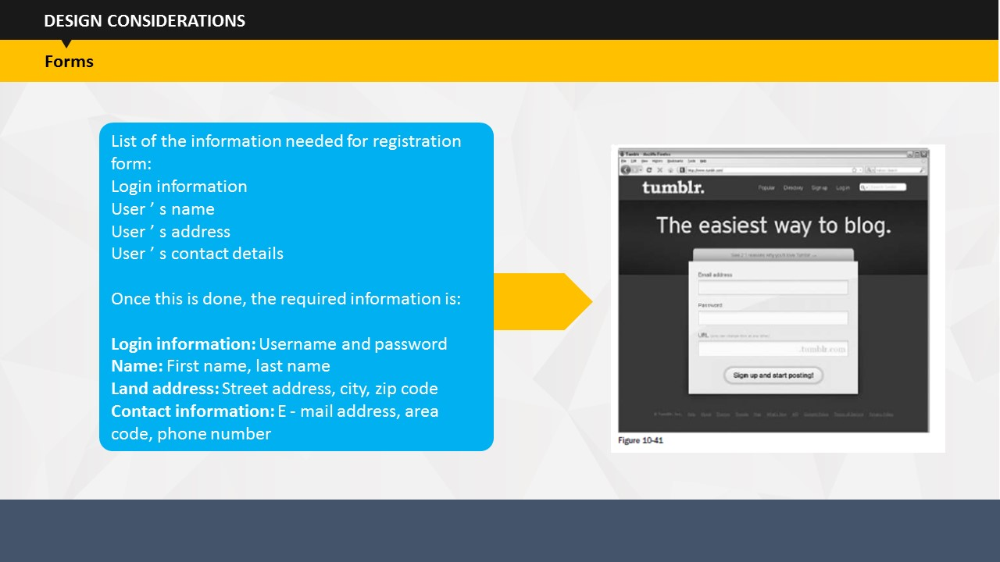 DESIGN CONSIDERATIONS
Forms
List of the information needed for registration
form:
Login information
User ’ s name
User ’ s address
User ’ s contact details
Once this is done, the required information is:
Login information: Username and password
Name: First name, last name
Land address: Street address, city, zip code
Contact information: E - mail address, area
code, phone number
tumblr.
Popular Directory Sign up Log in
The easiest way to blog.
Email address
Password
URL
.tumblr.com
Sign up and start posting!
Figure 10-41